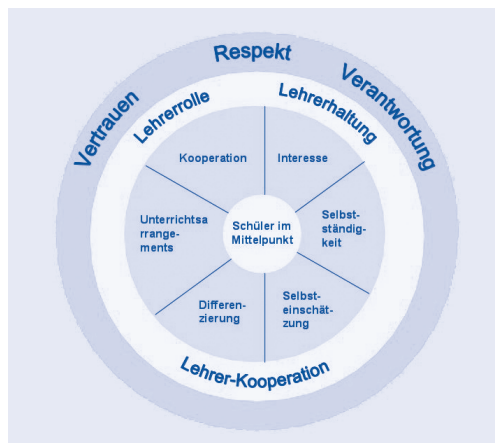 Respekt
Vertrauen
Verantwortung
Lehrerrolle
Lehrerhaltung
Kooperation
Interesse
Unterrichtsa
rrange-
ments
Schüler im
Mittelpunkt
Selbst-
ständig-
keit
Differen-
zierung
Selbst-
einschät-
zung
Lehrer-Kooperation